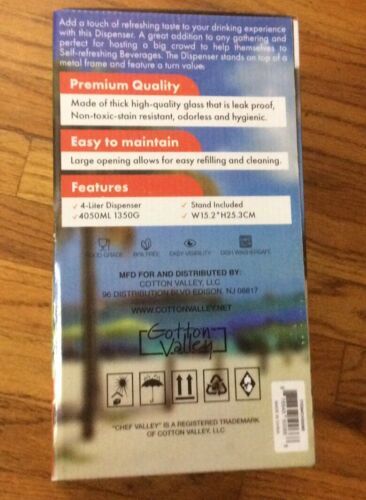 Add a touch of refreshing taste to your drinking experience
with this Dispenser. A great addition to any gathering and
perfect for hosting a big crowd to help themselves to
Self-refreshing Beverages. The Dispenser stands on top of a
metal frame and feature a turn value.
Premium Quality
Made of thick high-quality glass that is leak proof,
Non-toxic-stain resistant, odorless and hygienic.
Easy to maintain
Large opening allows for easy refilling and cleaning.
Features
✓ 4-Liter Dispenser ✓ Stand Included
✓ 4050ML 1350G ✓ W15.2"H25.3CM
FOOD GRADE BPA FREE EASY VISIBILITY DISH WASHERSAFE
MFD FOR AND DISTRIBUTED BY:
COTTON VALLEY, LLC
96 DISTRIBUTION BLVD EDISON, NJ 08817
WWW.COTTONVALLEY.NET
Cotton
Valley
"CHEF VALLEY" IS A REGISTERED TRADEMARK
OF COTTON VALLEY, LLC